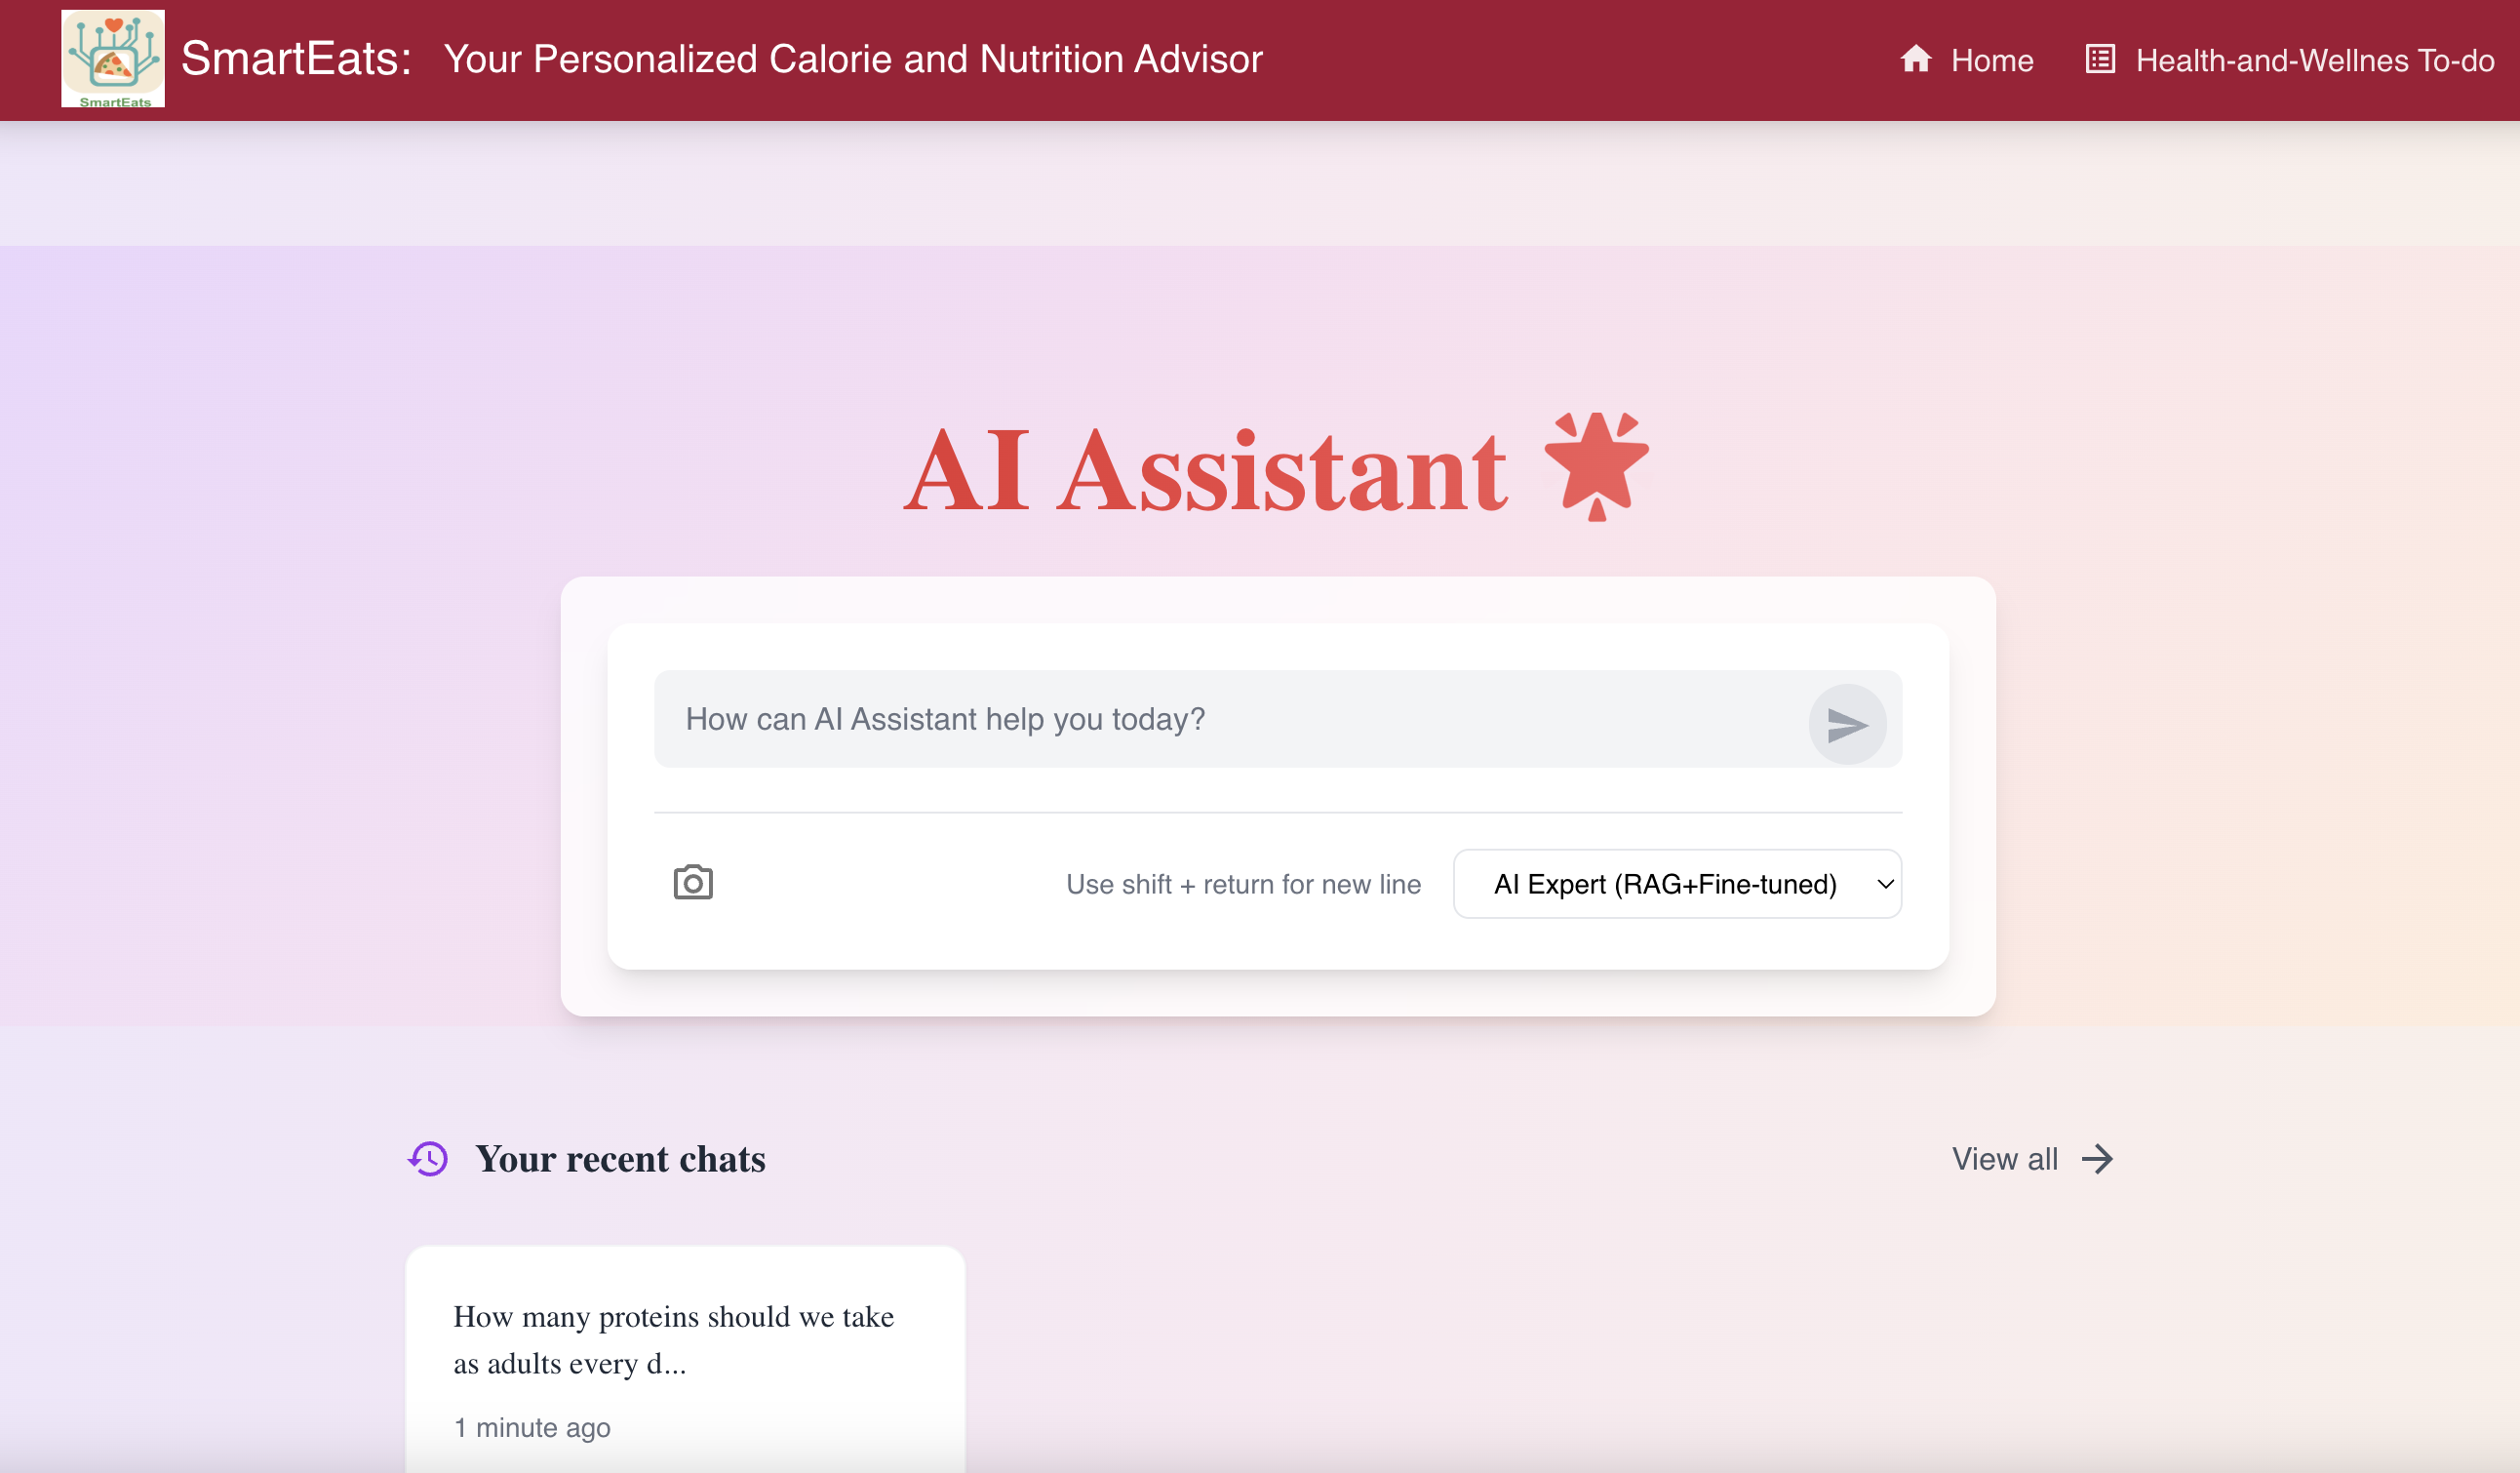 SmartEats
SmartEats: Your Personalized Calorie and Nutrition Advisor
Home
Health-and-Wellnes To-do
AI Assistant
How can AI Assistant help you today?
Use shift + return for new line
AI Expert (RAG+Fine-tuned)
Your recent chats
View all
How many proteins should we take
as adults every d...
1 minute ago